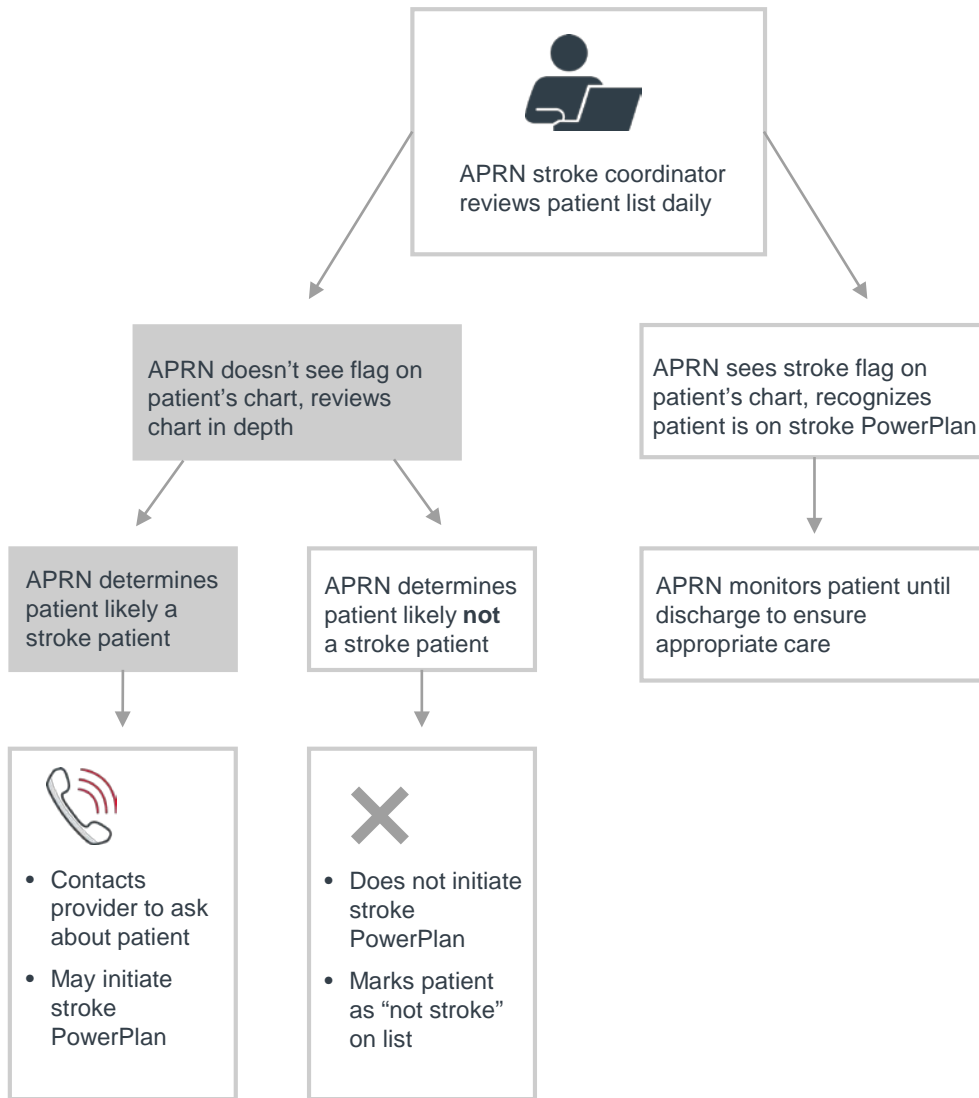 APRN stroke coordinator
reviews patient list daily
APRN doesn’t see flag on
patient’s chart, reviews
chart in depth
APRN sees stroke flag on
patient’s chart, recognizes
patient is on stroke PowerPlan
APRN determines
patient likely a
stroke patient
APRN determines
patient likely not
a stroke patient
APRN monitors patient until
discharge to ensure
appropriate care
• Contacts
provider to ask
about patient
• May initiate
stroke
PowerPlan
• Does not initiate
stroke
PowerPlan
• Marks patient
as “not stroke”
on list